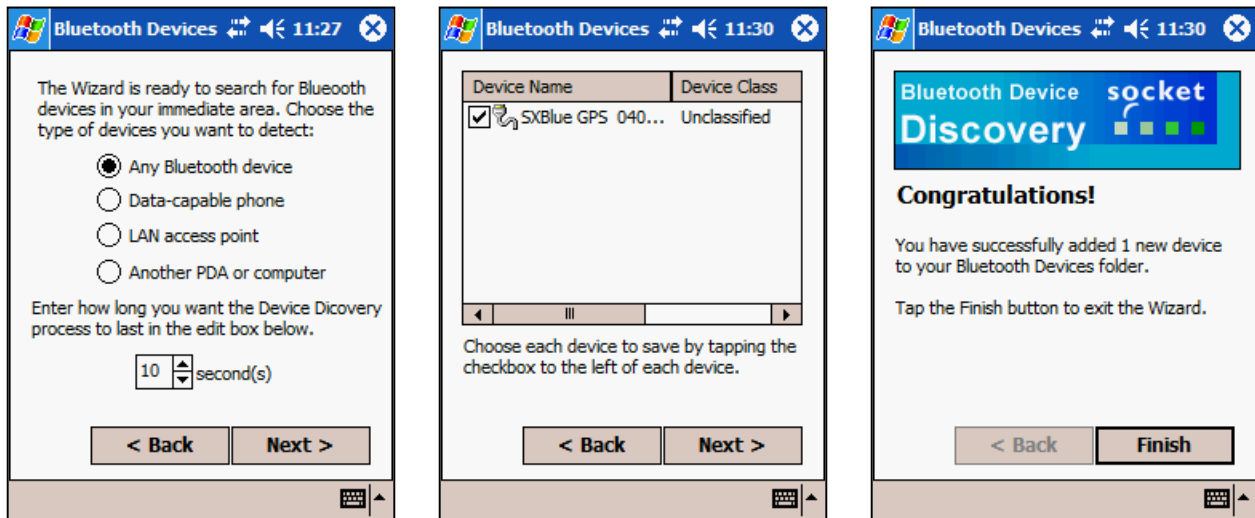 Bluetooth Devices 11:27
The Wizard is ready to search for Blueooth
devices in your immediate area. Choose the
type of devices you want to detect:
Any Bluetooth device
Data-capable phone
LAN access point
Another PDA or computer
Enter how long you want the Device Dicovery
process to last in the edit box below.
10 second(s)
< Back Next >
Bluetooth Devices 11:30
Device Name Device Class
SXBlue GPS 040... Unclassified
Choose each device to save by tapping the
checkbox to the left of each device.
< Back Next >
Bluetooth Devices 11:30
Bluetooth Device socket
Discovery
Congratulations!
You have successfully added 1 new device
to your Bluetooth Devices folder.
Tap the Finish button to exit the Wizard.
< Back Finish